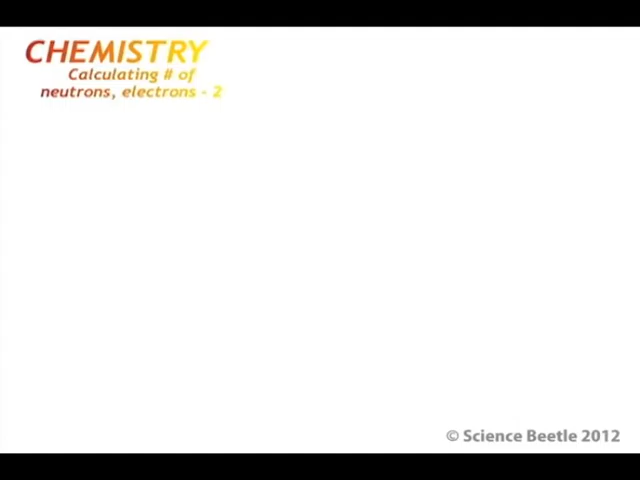 CHEMISTRY
Calculating # of
neutrons, electrons - 2
© Science Beetle 2012